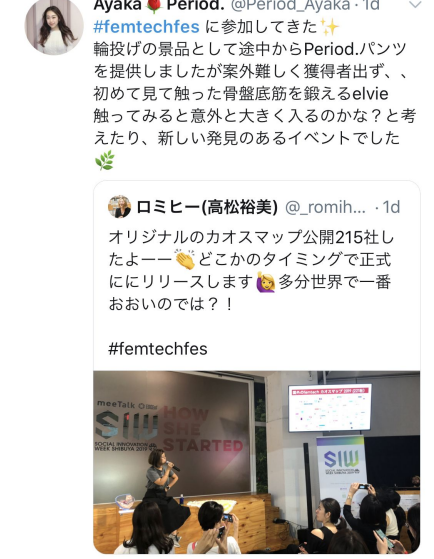 Ayaka🌹Period. @Period_Ayaka · 1d
#femtechfes に参加してきた✨
輪投げの景品として途中からPeriod.パンツ
を提供しましたが案外難しく獲得者出ず、、
初めて見て触った骨盤底筋を鍛えるelvie
触ってみると意外と大きく入るのかな？と考
えたり、新しい発見のあるイベントでした
🌿
ロミヒー(高松裕美) @_romih... · 1d
オリジナルのカオスマップ公開215社し
たよーー👏どこかのタイミングで正式
ににリリースします🙋‍♀️多分世界で一番
おおいのでは？！
#femtechfes
meeTalk
SIW
SOCIAL INNOVATION
WEEK SHIBUYA 2019
HOW
SHE
STARTED
SIW
SOCIAL INNOVATION